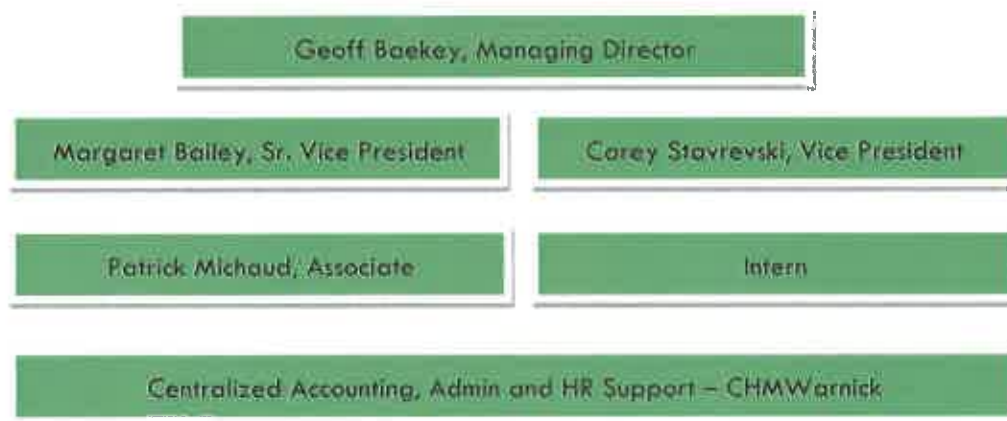 Geoff Baekey, Managing Director
Margaret Bailey, Sr. Vice President
Corey Stavrevski, Vice President
Patrick Michaud, Associate
Intern
Centralized Accounting, Admin and HR Support – CHMWarnick